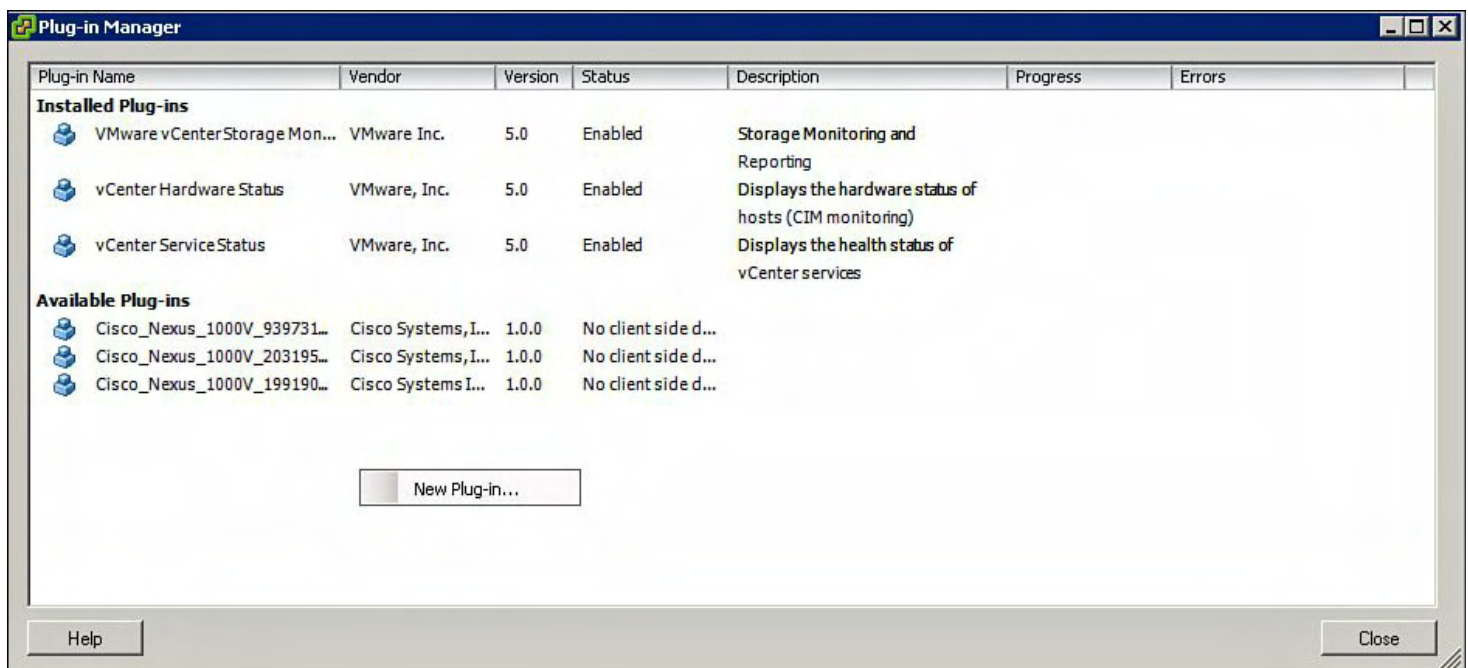 Plug-in Manager
Plug-in Name Vendor Version Status Description Progress Errors
Installed Plug-ins
VMware vCenter Storage Mon... VMware Inc. 5.0 Enabled Storage Monitoring and
Reporting
vCenter Hardware Status VMware, Inc. 5.0 Enabled Displays the hardware status of
hosts (CIM monitoring)
vCenter Service Status VMware, Inc. 5.0 Enabled Displays the health status of
vCenter services
Available Plug-ins
Cisco_Nexus_1000V_939731... Cisco Systems, I... 1.0.0 No client side d...
Cisco_Nexus_1000V_203195... Cisco Systems, I... 1.0.0 No client side d...
Cisco_Nexus_1000V_199190... Cisco Systems I... 1.0.0 No client side d...
New Plug-in...
Help Close